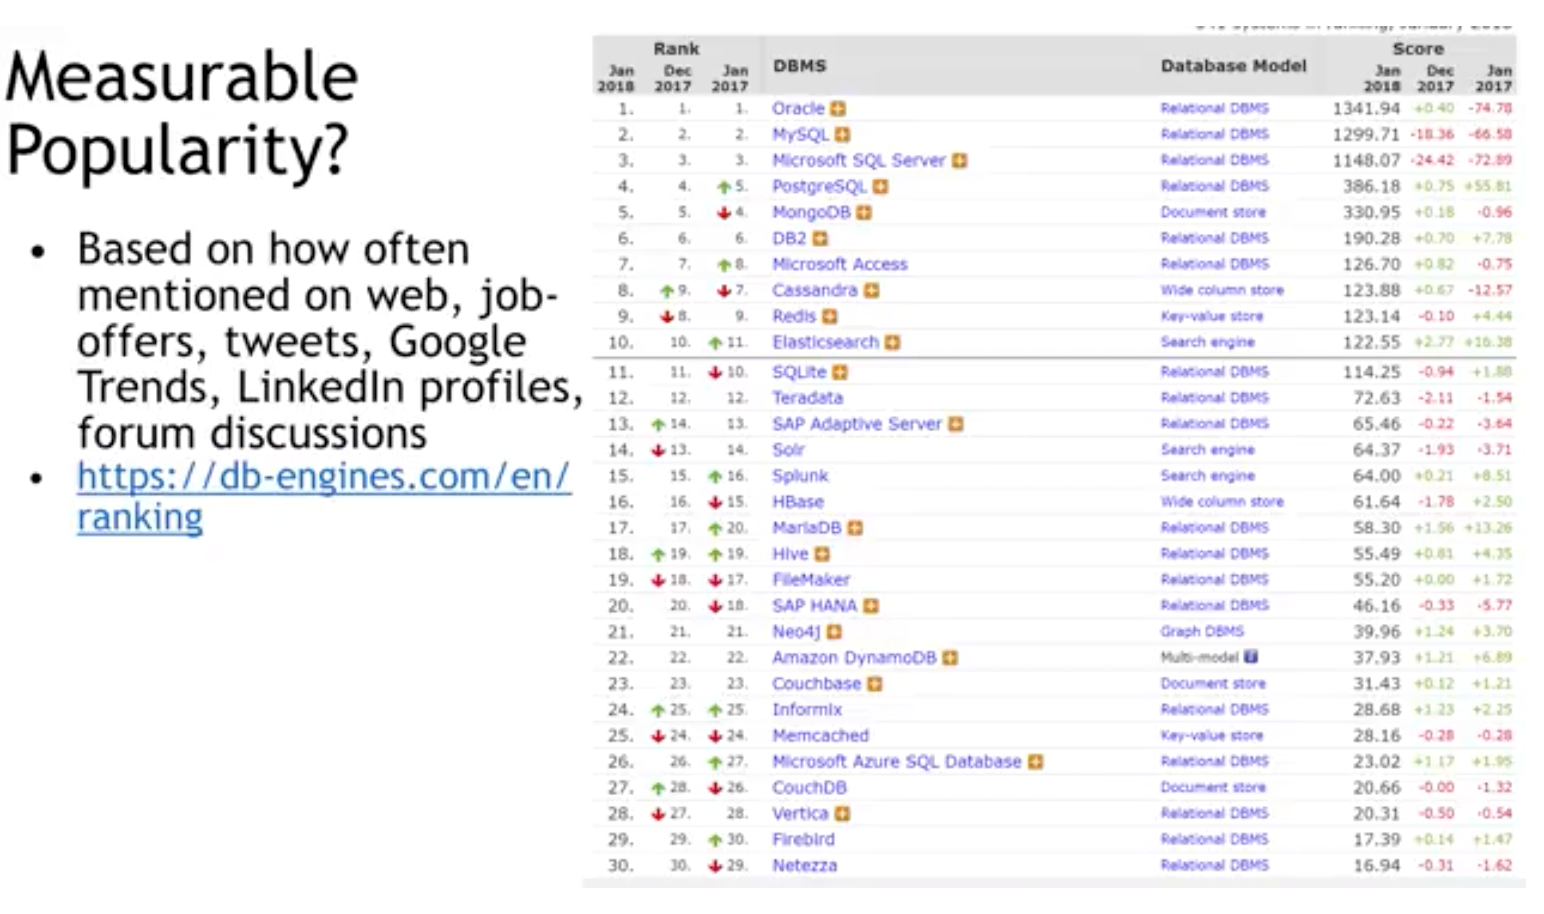 Measurable
Popularity?
• Based on how often
mentioned on web, job-
offers, tweets, Google
Trends, LinkedIn profiles,
forum discussions
• https://db-engines.com/en/
ranking
Rank Score
Jan 2018 Dec 2017 Jan 2017 DBMS Database Model Jan 2018 Dec 2017 Jan 2017
1. 1. 1. Oracle Relational DBMS 1341.94 +0.40 -74.78
2. 2. 2. MySQL Relational DBMS 1299.71 -18.36 -66.58
3. 3. 3. Microsoft SQL Server Relational DBMS 1148.07 -24.42 -72.89
4. 4. 5. PostgreSQL Relational DBMS 386.18 +0.75 +55.81
5. 5. 4. MongoDB Document store 330.95 +0.18 -0.96
6. 6. 6. DB2 Relational DBMS 190.28 +0.70 +7.78
7. 7. 8. Microsoft Access Relational DBMS 126.70 +0.82 -0.75
8. 9. 7. Cassandra Wide column store 123.88 +0.67 -12.57
9. 8. 9. Redis Key-value store 123.14 -0.10 +4.44
10. 10. 11. Elasticsearch Search engine 122.55 +2.77 +16.38
11. 11. 10. SQLite Relational DBMS 114.25 -0.94 +1.88
12. 12. 12. Teradata Relational DBMS 72.63 -2.11 -1.54
13. 14. 13. SAP Adaptive Server Relational DBMS 65.46 -0.22 -3.64
14. 13. 14. Solr Search engine 64.37 -1.93 -3.71
15. 15. 16. Splunk Search engine 64.00 +0.21 +8.51
16. 16. 15. HBase Wide column store 61.64 -1.78 +2.50
17. 17. 20. MariaDB Relational DBMS 58.30 +1.56 +13.26
18. 19. 19. Hive Relational DBMS 55.49 +0.81 +4.35
19. 18. 17. FileMaker Relational DBMS 55.20 +0.00 +1.72
20. 20. 18. SAP HANA Relational DBMS 46.16 -0.33 -5.77
21. 21. 21. Neo4j Graph DBMS 39.96 +1.24 +3.70
22. 22. 22. Amazon DynamoDB Multi-model 37.93 +1.21 +6.89
23. 23. 23. Couchbase Document store 31.43 +0.12 +1.21
24. 25. 25. Informix Relational DBMS 28.68 +1.23 +2.25
25. 24. 24. Memcached Key-value store 28.16 -0.28 -0.28
26. 26. 27. Microsoft Azure SQL Database Relational DBMS 23.02 +1.17 +1.95
27. 28. 26. CouchDB Document store 20.66 -0.00 -1.32
28. 27. 28. Vertica Relational DBMS 20.31 -0.50 -0.54
29. 29. 30. Firebird Relational DBMS 17.39 +0.14 +1.47
30. 30. 29. Netezza Relational DBMS 16.94 -0.31 -1.62